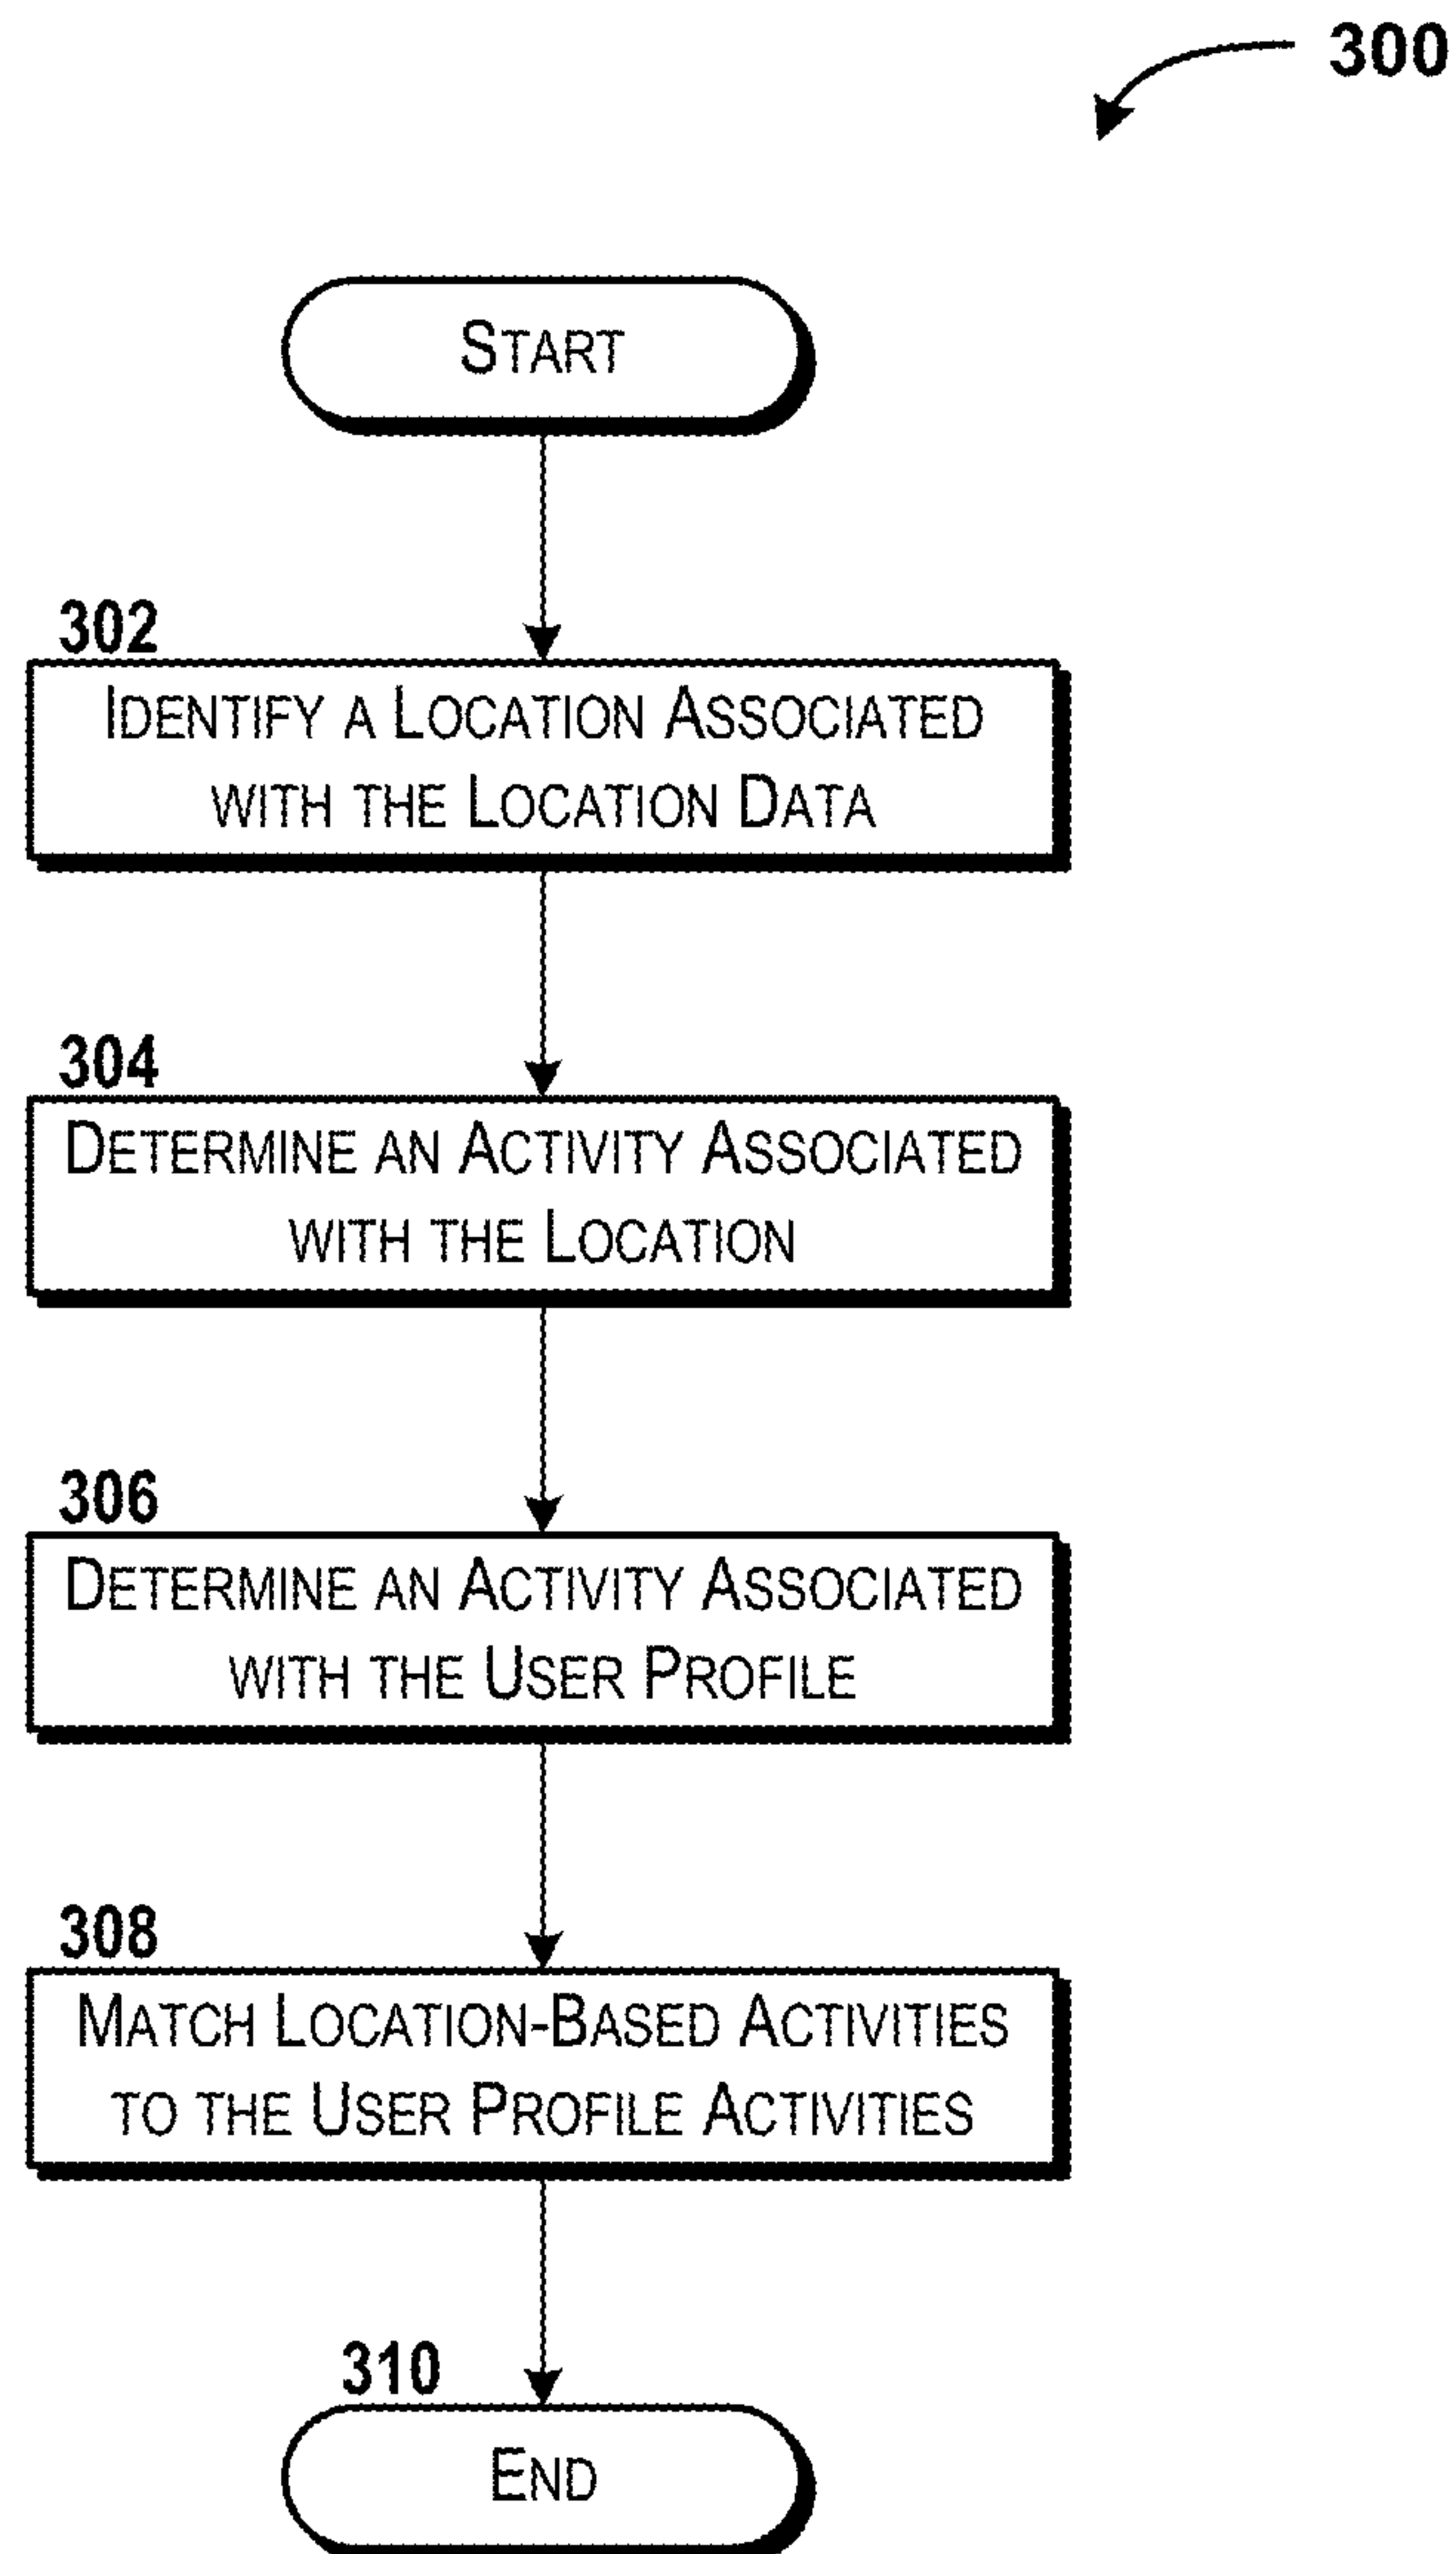 300
START
302
IDENTIFY A LOCATION ASSOCIATED
WITH THE LOCATION DATA
304
DETERMINE AN ACTIVITY ASSOCIATED
WITH THE LOCATION
306
DETERMINE AN ACTIVITY ASSOCIATED
WITH THE USER PROFILE
308
MATCH LOCATION-BASED ACTIVITIES
TO THE USER PROFILE ACTIVITIES
310
END